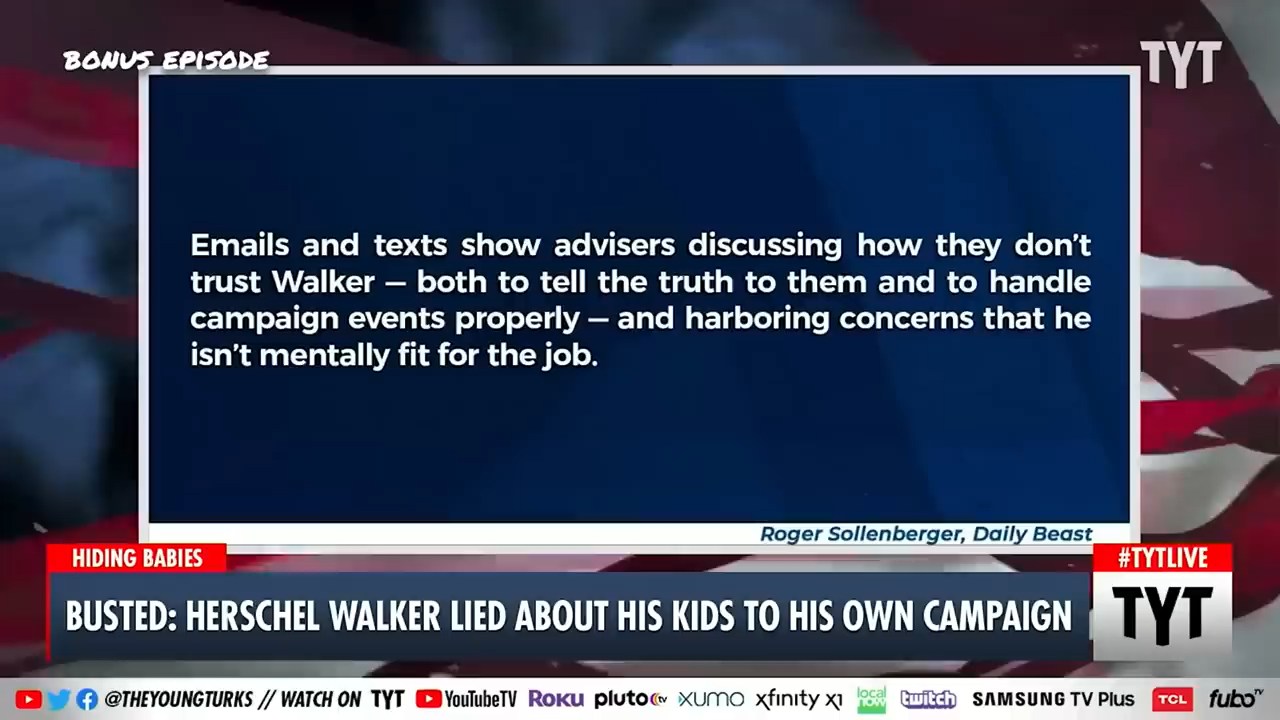 BONUS EPISODE
TYT
Emails and texts show advisers discussing how they don't
trust Walker — both to tell the truth to them and to handle
campaign events properly — and harboring concerns that he
isn't mentally fit for the job.
Roger Sollenberger, Daily Beast
HIDING BABIES
#TYTLIVE
BUSTED: HERSCHEL WALKER LIED ABOUT HIS KIDS TO HIS OWN CAMPAIGN
TYT
@THEYOUNGTURKS // WATCH ON TYT YouTubeTV ROKU pluto tv xumo xfinity x1 local now twitch SAMSUNG TV Plus TCL fubo TV